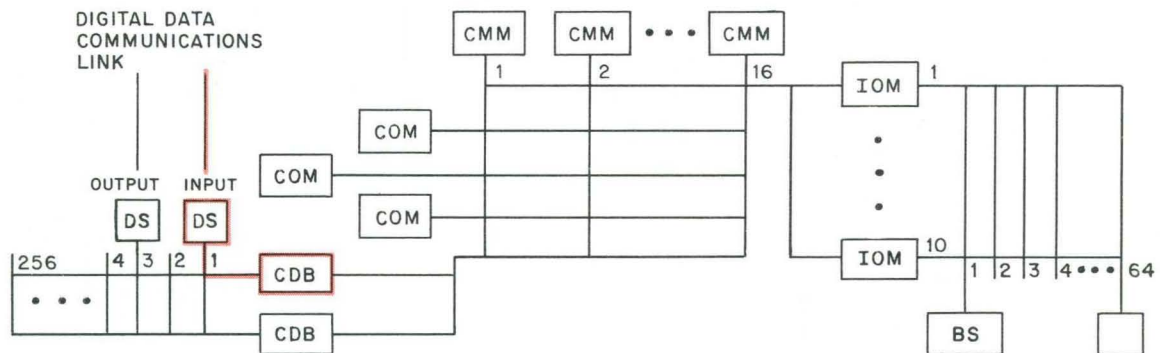 DIGITAL DATA
COMMUNICATIONS
LINK
CMM CMM • • • CMM
1 2 16
IOM 1
COM
COM
COM
OUTPUT INPUT
DS DS
256 4 3 2 1
CDB
CDB
IOM 10
1 2 3 4 • • • 64
BS